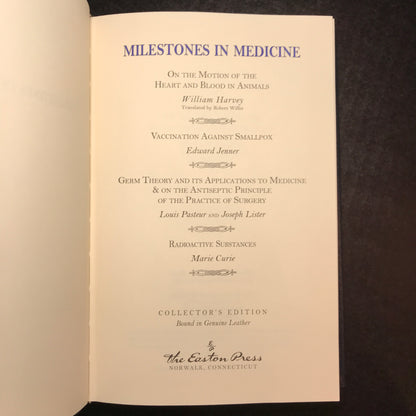 MILESTONES IN MEDICINE
ON THE MOTION OF THE
HEART AND BLOOD IN ANIMALS
William Harvey
Translated by Robert Willis
VACCINATION AGAINST SMALLPOX
Edward Jenner
GERM THEORY AND ITS APPLICATIONS TO MEDICINE
& ON THE ANTISEPTIC PRINCIPLE
OF THE PRACTICE OF SURGERY
Louis Pasteur AND Joseph Lister
RADIOACTIVE SUBSTANCES
Marie Curie
COLLECTOR'S EDITION
Bound in Genuine Leather
The Easton Press
NORWALK, CONNECTICUT